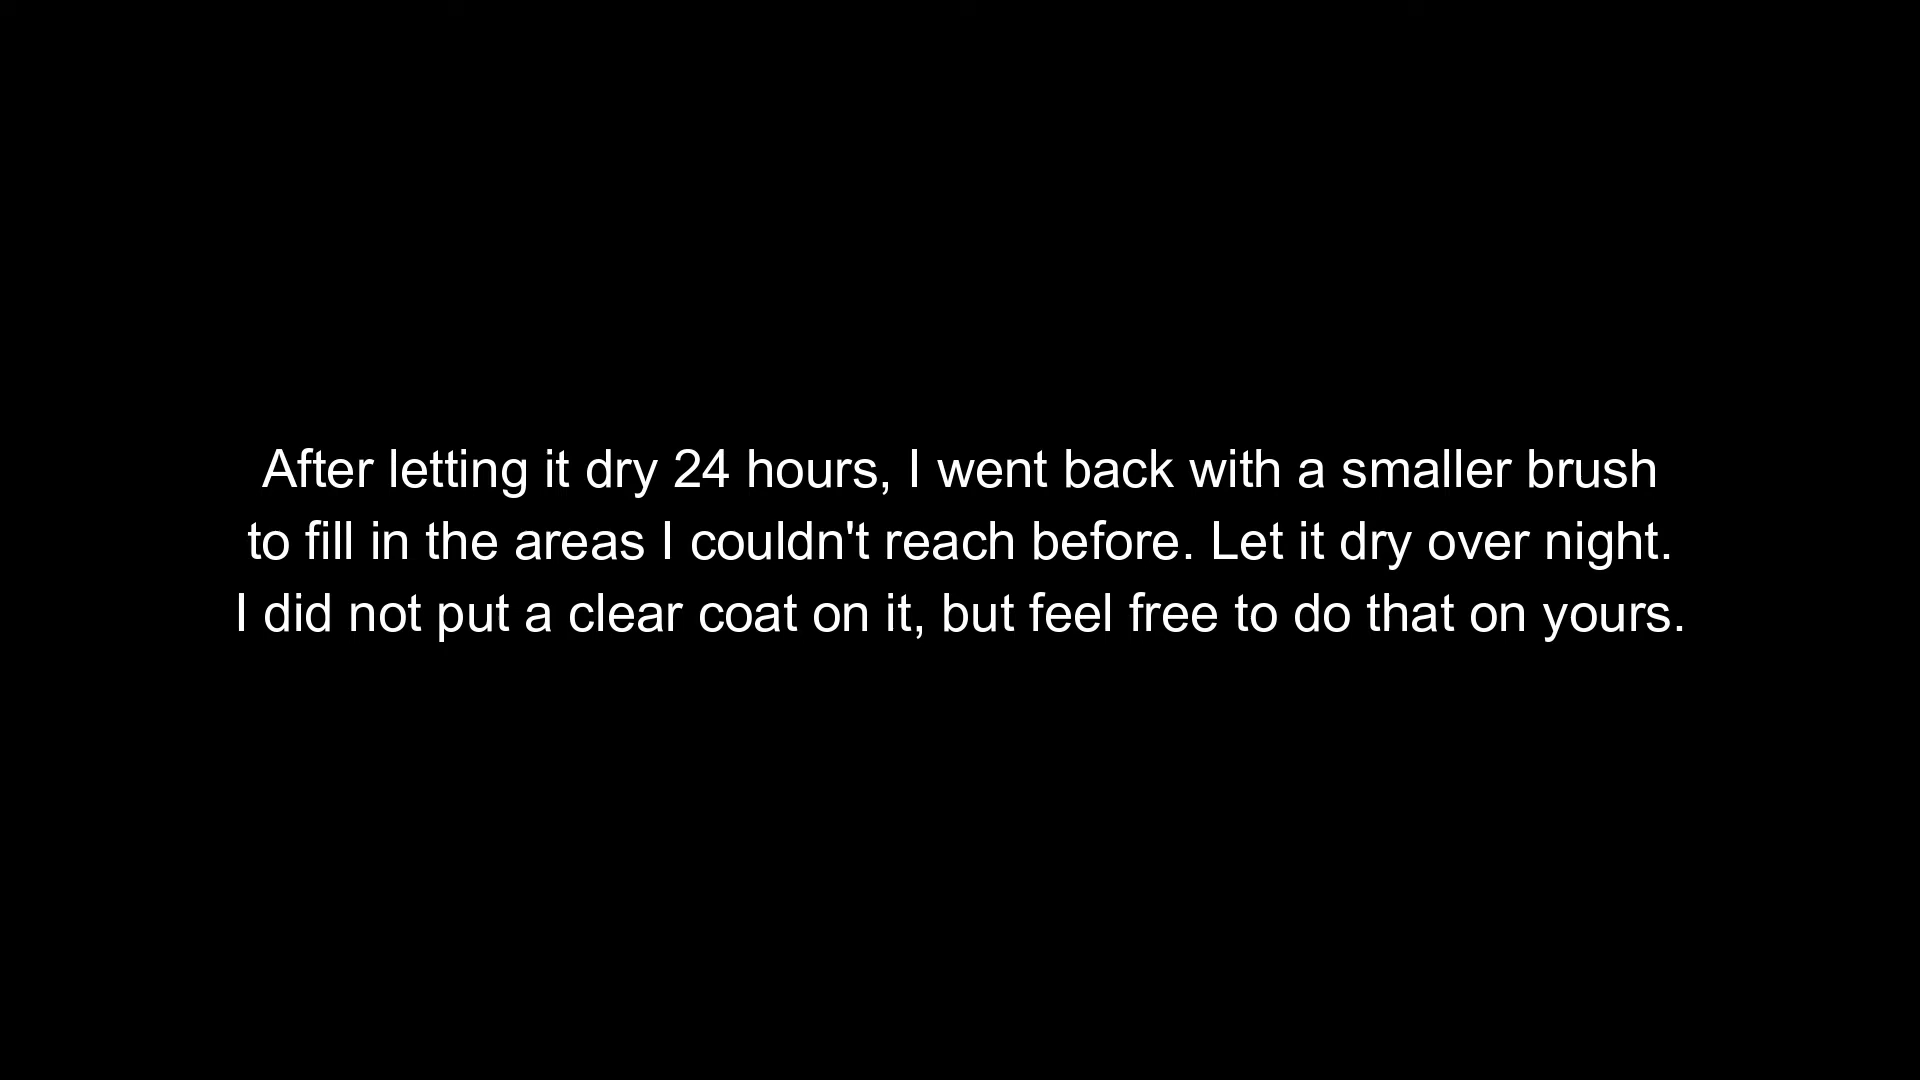 After letting it dry 24 hours, I went back with a smaller brush
to fill in the areas I couldn't reach before. Let it dry over night.
I did not put a clear coat on it, but feel free to do that on yours.